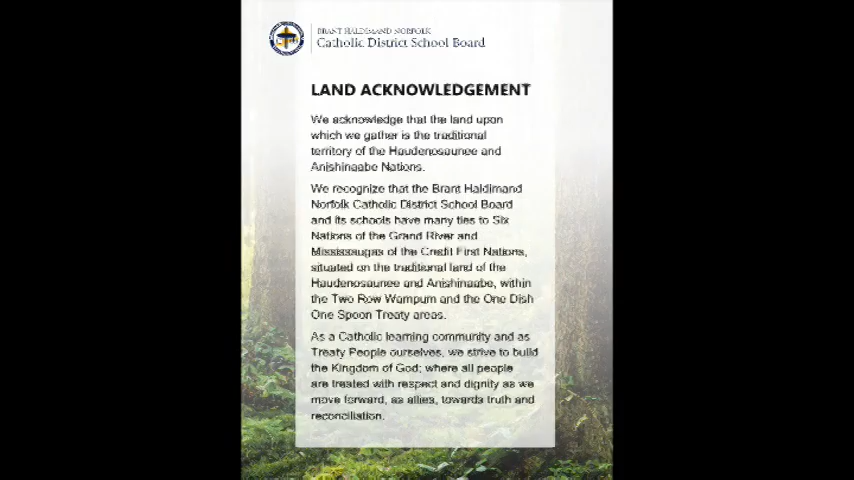 BRANT HALDIMAND NORFOLK
Catholic District School Board
LAND ACKNOWLEDGEMENT
We acknowledge that the land upon
which we gather is the traditional
territory of the Haudenosaunee and
Anishinaabe Nations.
We recognize that the Brant Haldimand
Norfolk Catholic District School Board
and its schools have many ties to Six
Nations of the Grand River and
Mississaugas of the Credit First Nations,
situated on the traditional land of the
Haudenosaunee and Anishinaabe, within
the Two Row Wampum and the One Dish
One Spoon Treaty areas.
As a Catholic learning community and as
Treaty People ourselves, we strive to build
the Kingdom of God; where all people
are treated with respect and dignity as we
move forward, as allies, towards truth and
reconciliation.